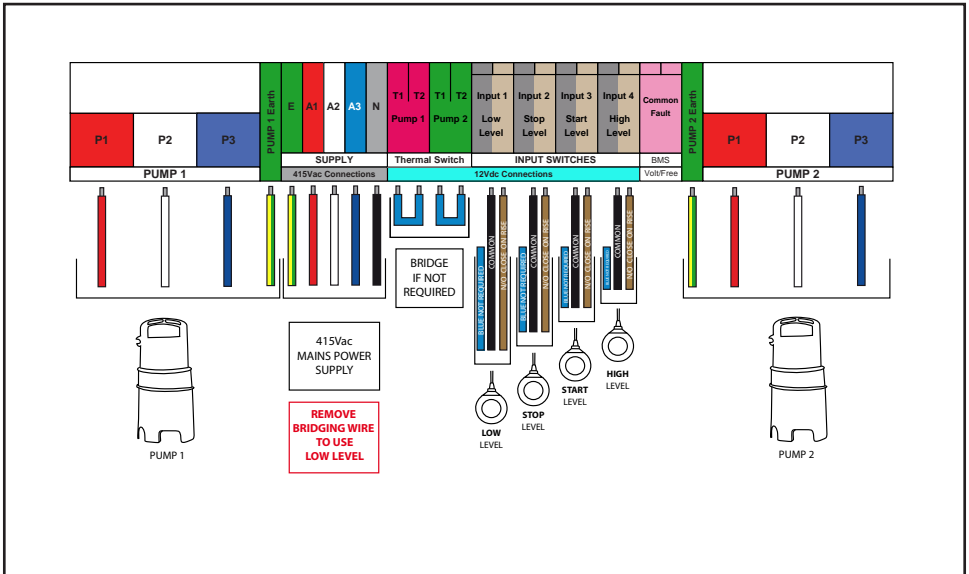 P1
P2
P3
PUMP 1
PUMP 1 Earth
E
A1
A2
A3
N
SUPPLY
415Vac Connections
T1 T2
Pump 1
T1 T2
Pump 2
Thermal Switch
Input 1
Low
Level
Input 2
Stop
Level
Input 3
Start
Level
Input 4
High
Level
INPUT SWITCHES
12Vdc Connections
Common
Fault
BMS
Volt/Free
PUMP 2 Earth
P1
P2
P3
PUMP 2
BRIDGE
IF NOT
REQUIRED
BLUE NOT REQUIRED
COMMON
N/O CLOSE ON RISE
BLUE NOT REQUIRED
COMMON
N/O CLOSE ON RISE
BLUE NOT REQUIRED
COMMON
N/O CLOSE ON RISE
BLUE NOT REQUIRED
COMMON
N/O CLOSE ON RISE
415Vac
MAINS POWER
SUPPLY
REMOVE
BRIDGING WIRE
TO USE
LOW LEVEL
LOW
LEVEL
STOP
LEVEL
START
LEVEL
HIGH
LEVEL
PUMP 1
PUMP 2